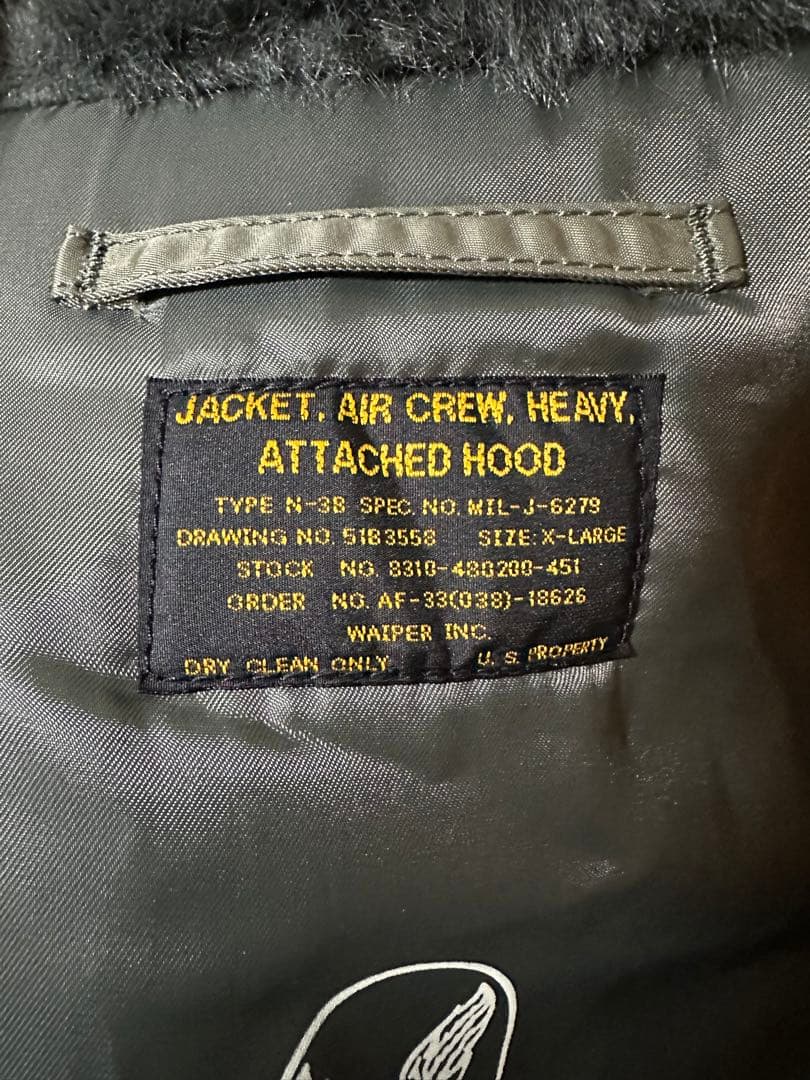 JACKET, AIR CREW, HEAVY,
ATTACHED HOOD
TYPE N-3B SPEC. NO. MIL-J-6279
DRAWING NO. 51B3558 SIZE: X-LARGE
STOCK NO. 8310-480200-451
ORDER NO. AF-33(038)-18626
WAIPER INC.
DRY CLEAN ONLY U. S. PROPERTY